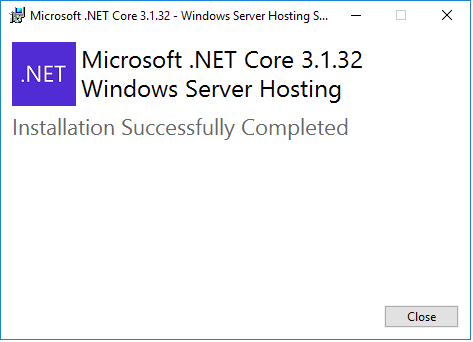 Microsoft .NET Core 3.1.32 - Windows Server Hosting S...
.NET
Microsoft .NET Core 3.1.32
Windows Server Hosting
Installation Successfully Completed
Close